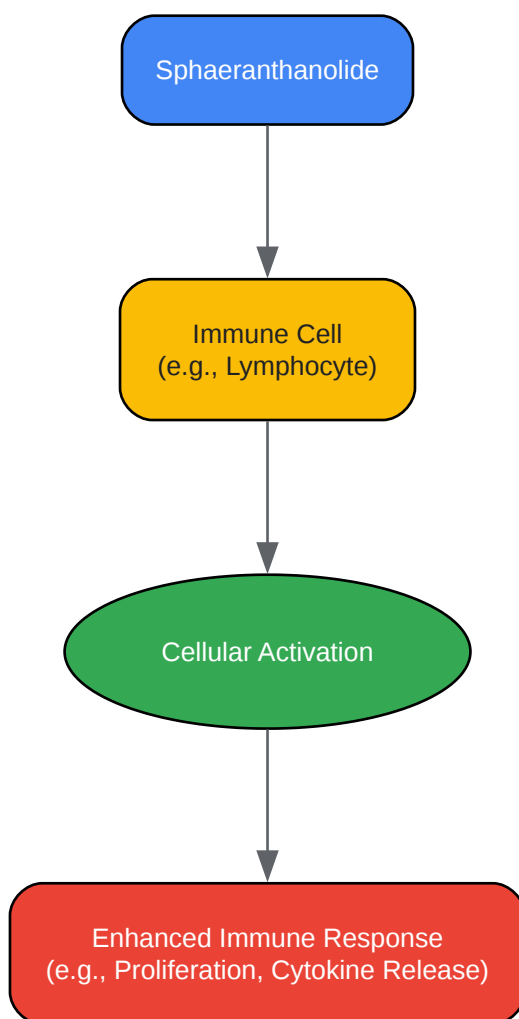 Sphaeranthanolide
Immune Cell
(e.g., Lymphocyte)
Cellular Activation
Enhanced Immune Response
(e.g., Proliferation, Cytokine Release)